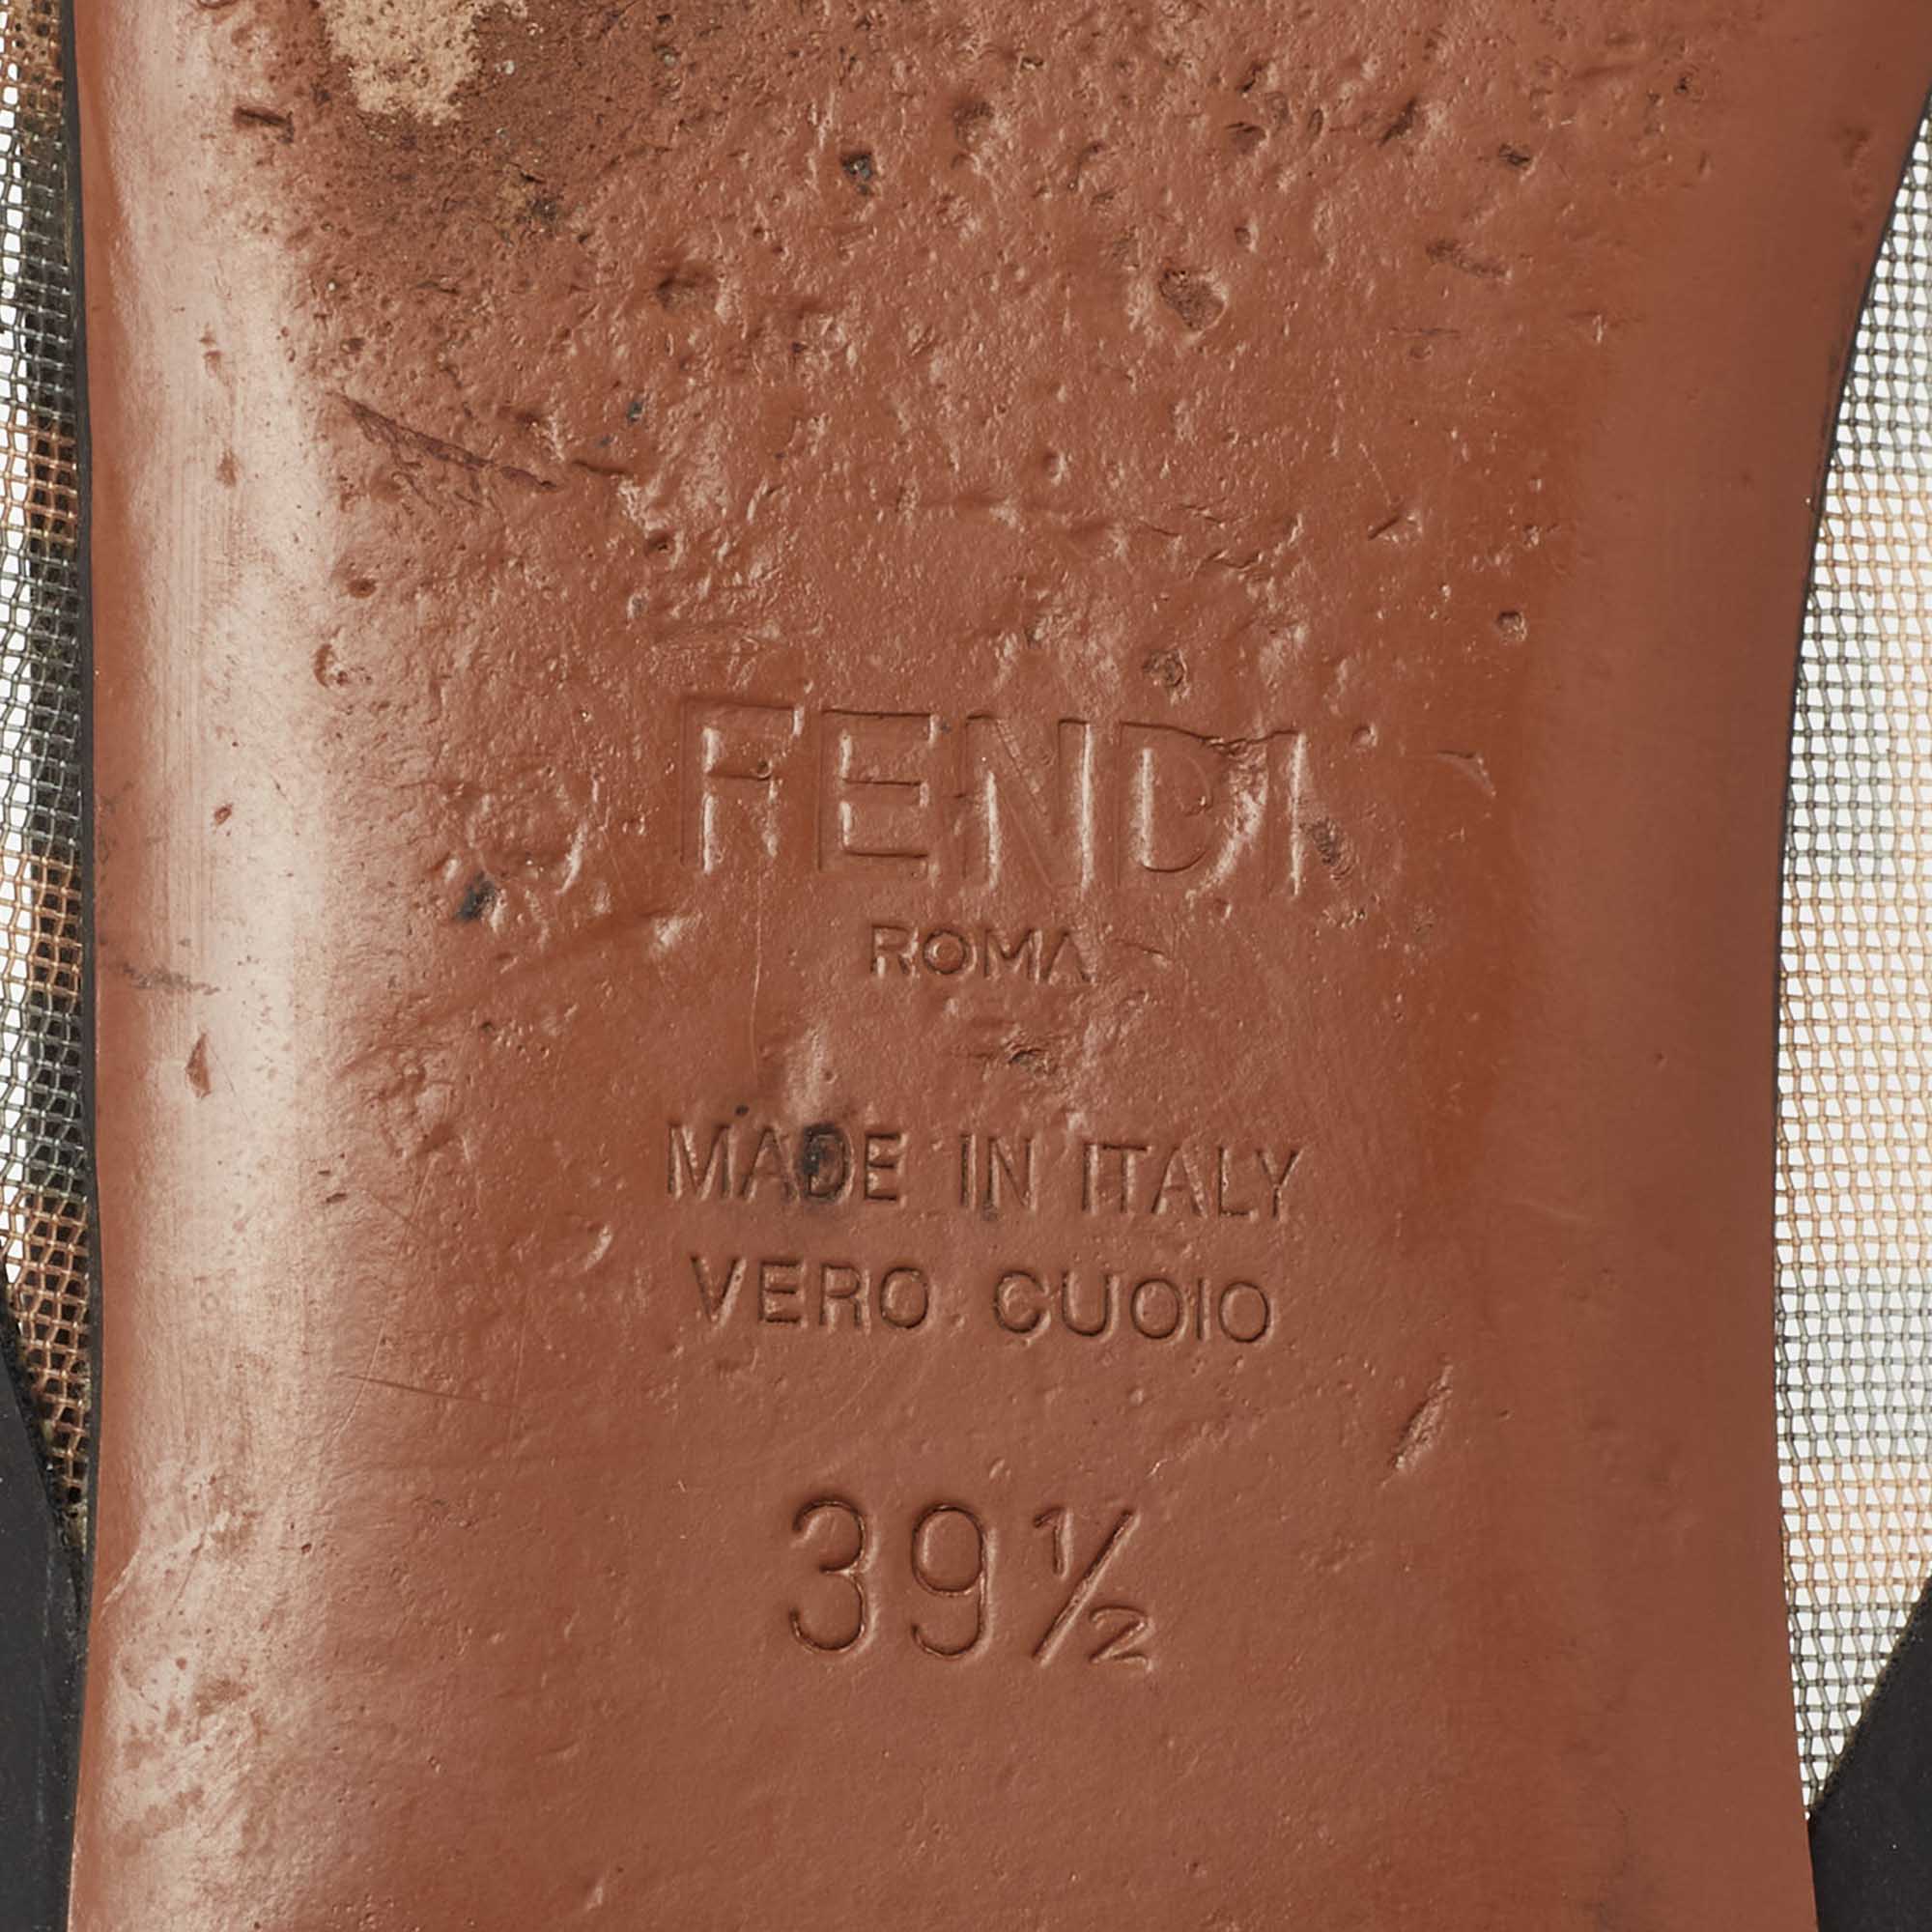 FENDI
ROMA
MADE IN ITALY
VERO CUOIO
39½